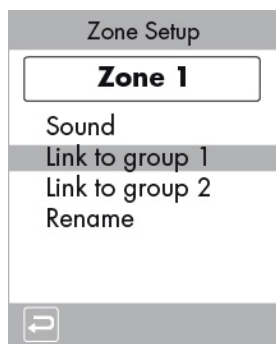 Zone Setup
Zone 1
Sound
Link to group 1
Link to group 2
Rename